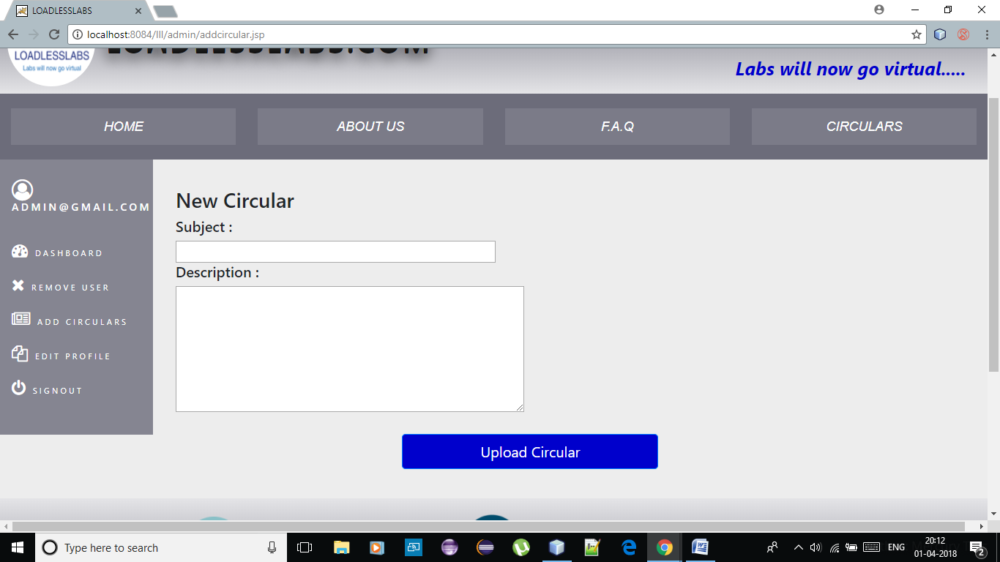 LOADLESSLABS
localhost:8084/lll/admin/addcircular.jsp
LOADLESSLABS
Labs will now go virtual
LOADLESSLABS.COM
Labs will now go virtual.....
HOME
ABOUT US
F.A.Q
CIRCULARS
ADMIN@GMAIL.COM
DASHBOARD
REMOVE USER
ADD CIRCULARS
EDIT PROFILE
SIGNOUT
New Circular
Subject :
Description :
Upload Circular
Type here to search
ENG
20:12
01-04-2018
2